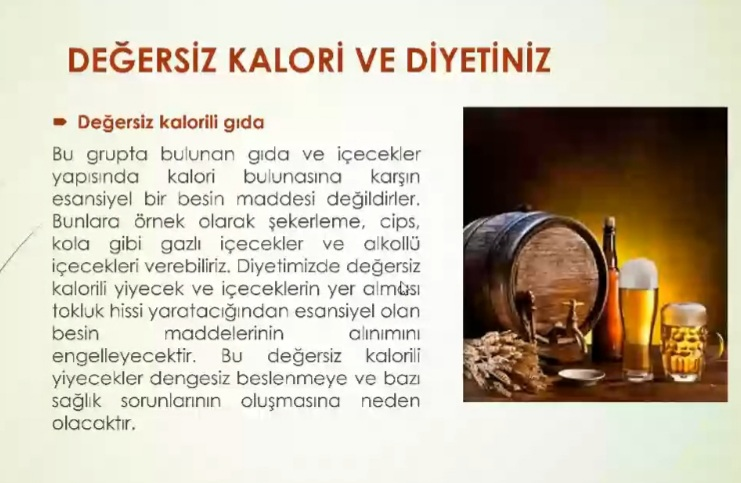 DEĞERSİZ KALORİ VE DİYETİNİZ
Değersiz kalorili gıda
Bu grupta bulunan gıda ve içecekler
yapısında kalori bulunasına karşın
esansiyel bir besin maddesi değildirler.
Bunlara örnek olarak şekerleme, cips,
kola gibi gazlı içecekler ve alkollü
içecekleri verebiliriz. Diyetimizde değersiz
kalorili yiyecek ve içeceklerin yer alması
tokluk hissi yaratacığından esansiyel olan
besin maddelerinin alınımını
engelleyecektir. Bu değersiz kalorili
yiyecekler dengesiz beslenmeye ve bazı
sağlık sorunlarının oluşmasına neden
olacaktır.